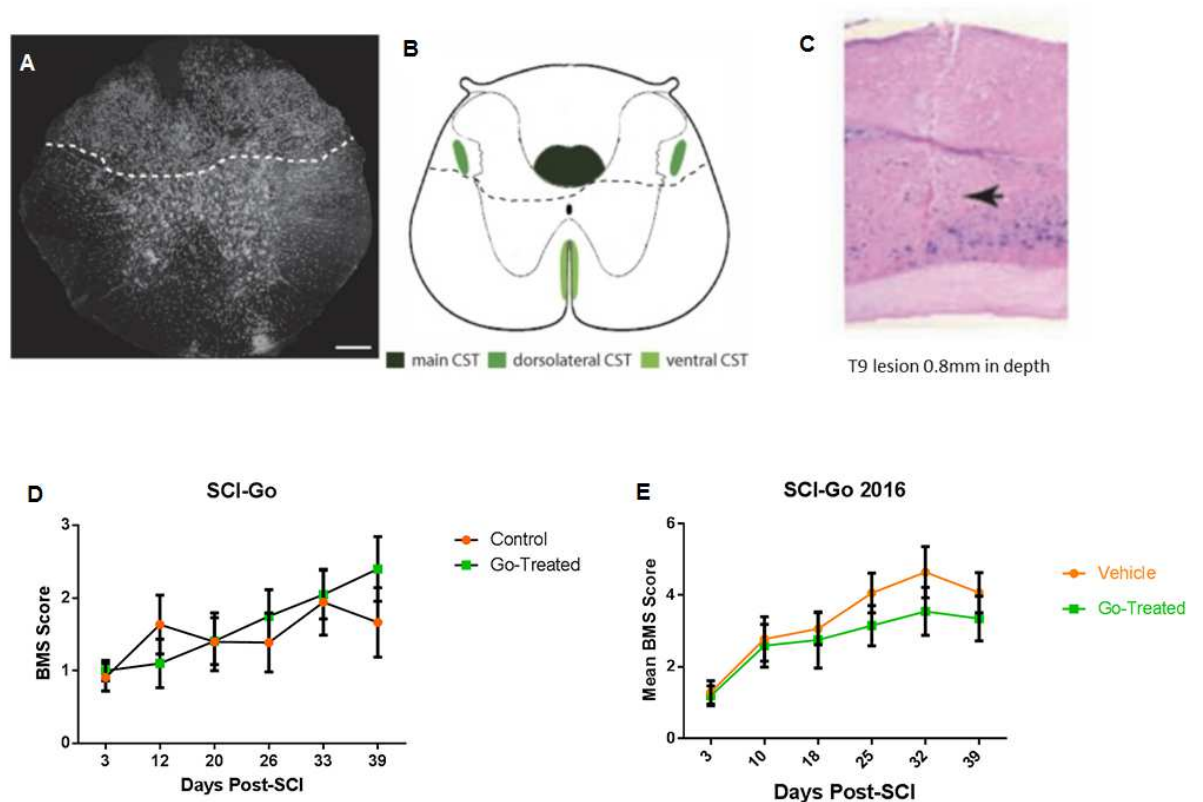 A
B
C
main CST dorsolateral CST ventral CST
T9 lesion 0.8mm in depth
D
SCI-Go
BMS Score
3
2
1
0
3 12 20 26 33 39
Days Post-SCI
Control
Go-Treated
E
SCI-Go 2016
Mean BMS Score
6
4
2
0
3 10 18 25 32 39
Days Post-SCI
Vehicle
Go-Treated